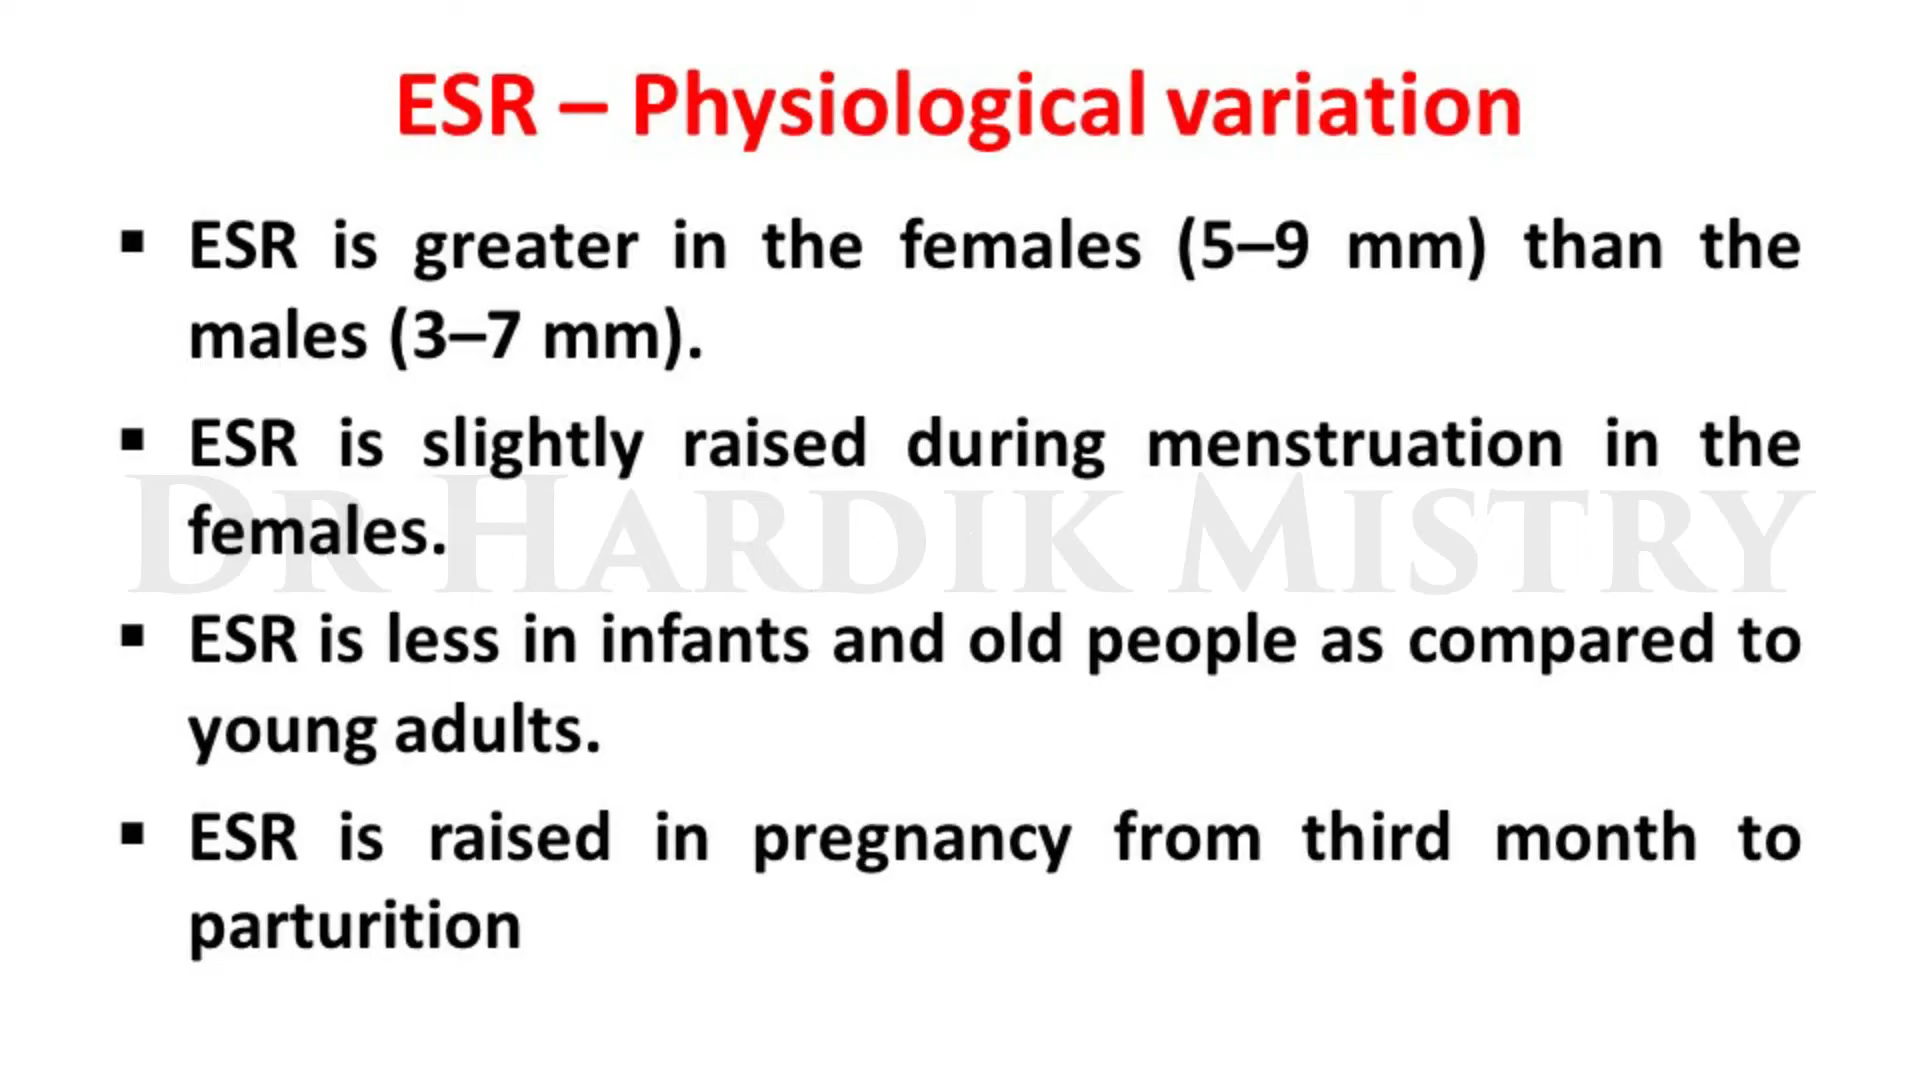 ESR – Physiological variation
▪ ESR is greater in the females (5–9 mm) than the
males (3–7 mm).
▪ ESR is slightly raised during menstruation in the
females.
DR HARDIK MISTRY
▪ ESR is less in infants and old people as compared to
young adults.
▪ ESR is raised in pregnancy from third month to
parturition